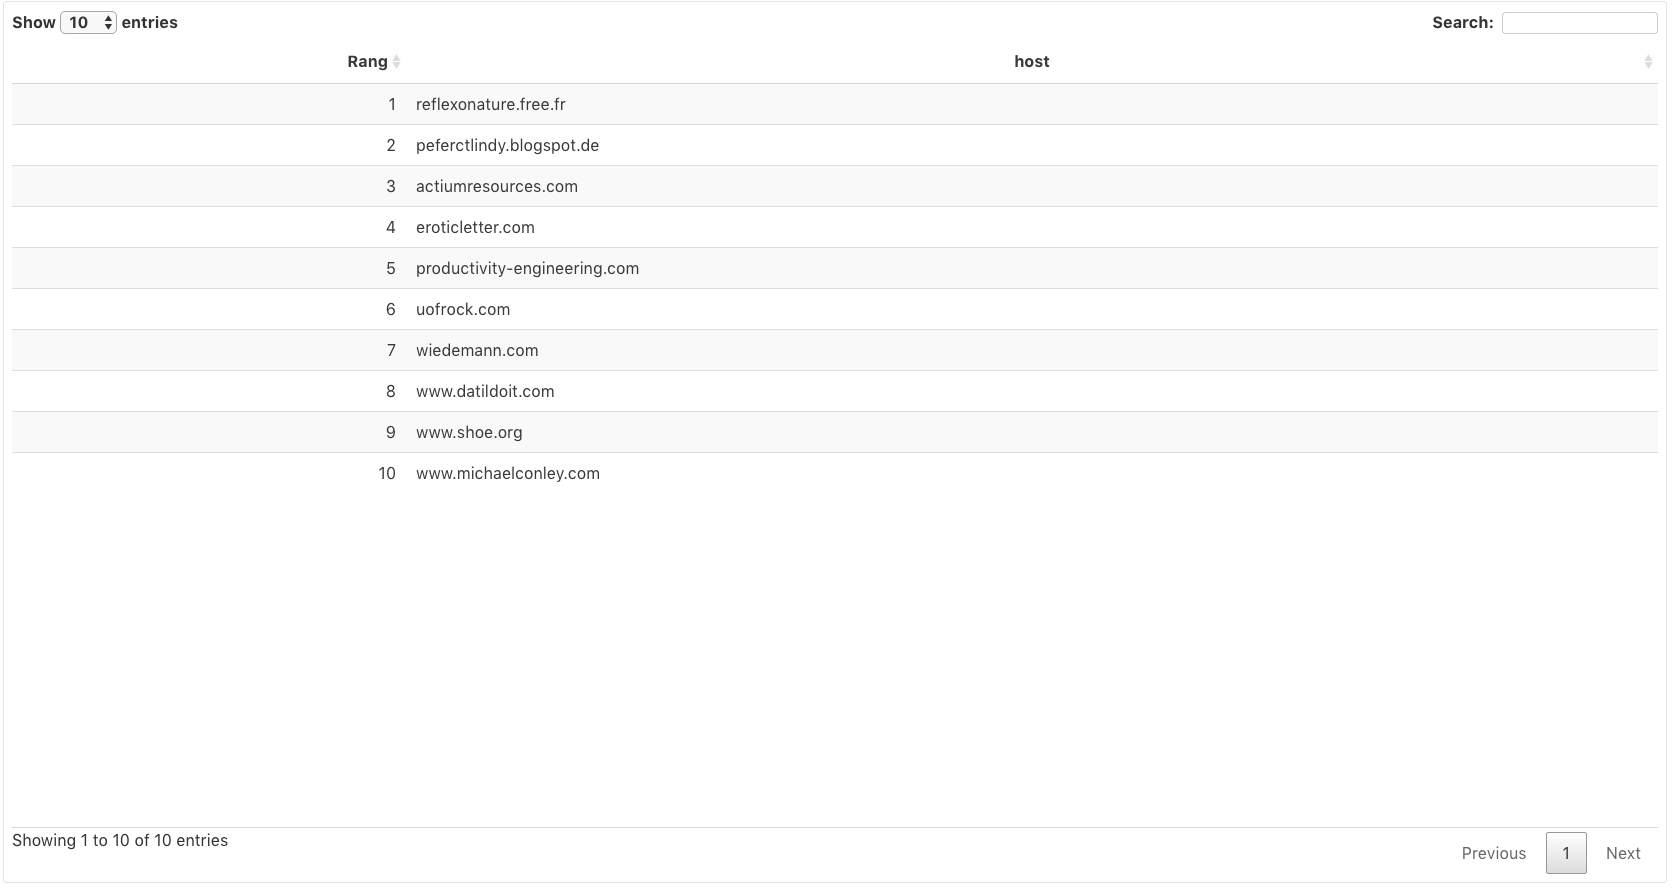 Show 10 entries Search:
Rang host
1 reflexonature.free.fr
2 peferctlindy.blogspot.de
3 actiumresources.com
4 eroticletter.com
5 productivity-engineering.com
6 uofrock.com
7 wiedemann.com
8 www.datildoit.com
9 www.shoe.org
10 www.michaelconley.com
Showing 1 to 10 of 10 entries
Previous 1 Next